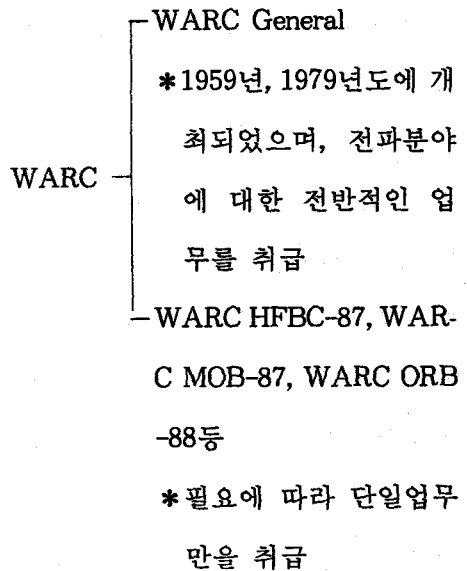 WARC General
*1959년, 1979년도에 개
최되었으며, 전파분야
WARC
에 대한 전반적인 업
무를 취급
WARC HFBC-87, WAR-
C MOB-87, WARC ORB
-88등
*필요에 따라 단일업무
만을 취급